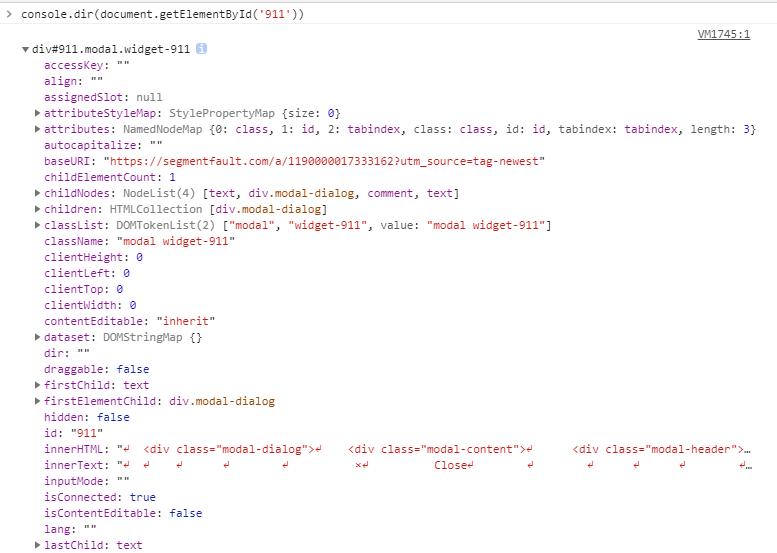 console.dir(document.getElementById('911'))
VM1745:1
div#911.modal.widget-911 i
accessKey: ""
align: ""
assignedSlot: null
attributeStyleMap: StylePropertyMap {size: 0}
attributes: NamedNodeMap {0: class, 1: id, 2: tabindex, class: class, id: id, tabindex: tabindex, length: 3}
autocapitalize: ""
baseURI: "https://segmentfault.com/a/1190000017333162?utm_source=tag-newest"
childElementCount: 1
childNodes: NodeList(4) [text, div.modal-dialog, comment, text]
children: HTMLCollection [div.modal-dialog]
classList: DOMTokenList(2) ["modal", "widget-911", value: "modal widget-911"]
className: "modal widget-911"
clientHeight: 0
clientLeft: 0
clientTop: 0
clientWidth: 0
contentEditable: "inherit"
dataset: DOMStringMap {}
dir: ""
draggable: false
firstChild: text
firstElementChild: div.modal-dialog
hidden: false
id: "911"
innerHTML: "↵ <div class="modal-dialog">↵ <div class="modal-content">↵ <div class="modal-header">…
innerText: "↵ ↵ ↵ ↵ ↵ ×↵ Close↵ ↵ ↵ ↵ ↵ ↵…
inputMode: ""
isConnected: true
isContentEditable: false
lang: ""
lastChild: text